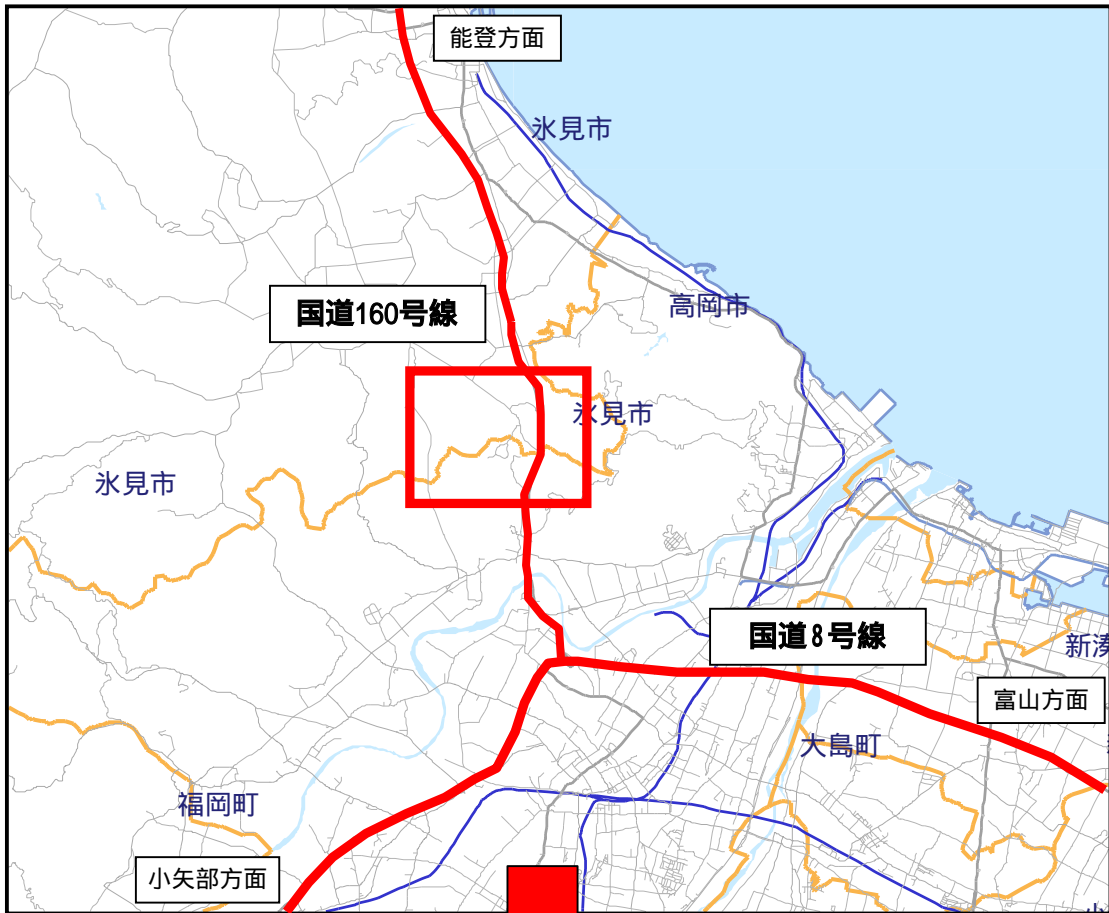 能登方面
氷見市
国道160号線
高岡市
氷見市
氷見市
国道8号線
新湊
富山方面
大島町
福岡町
小矢部方面